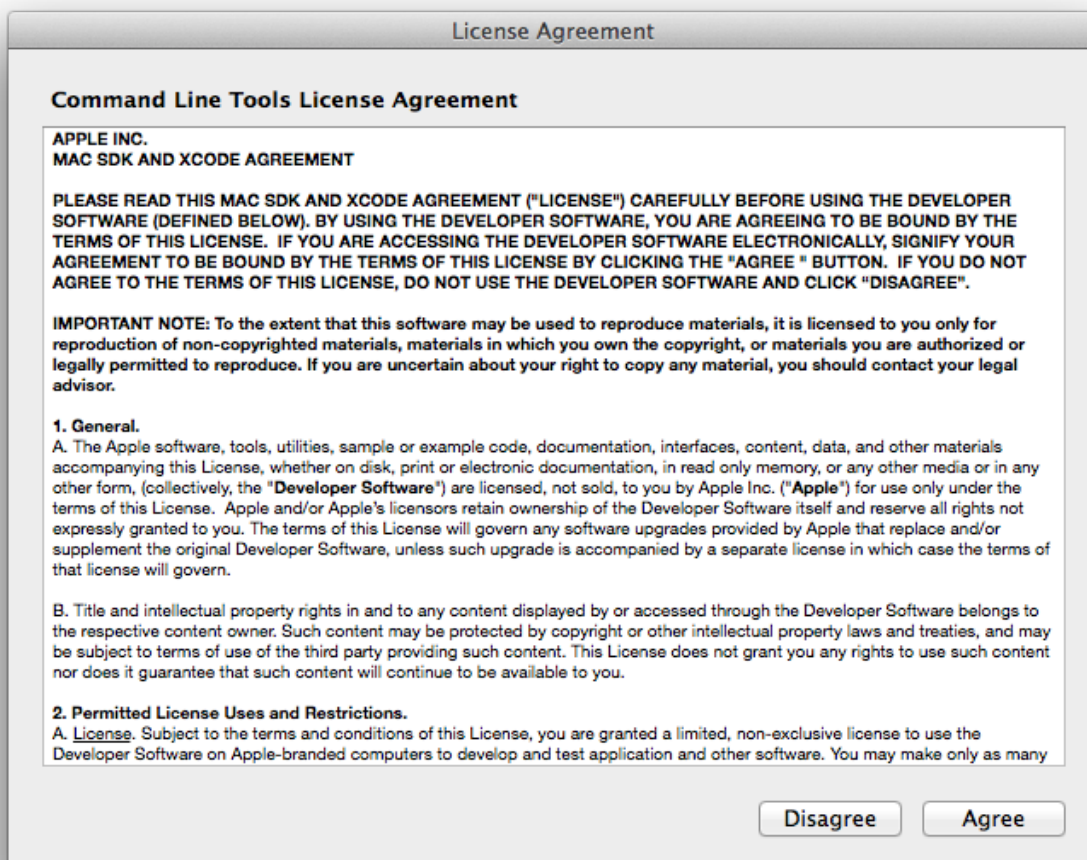 License Agreement
Command Line Tools License Agreement
APPLE INC.
MAC SDK AND XCODE AGREEMENT
PLEASE READ THIS MAC SDK AND XCODE AGREEMENT ("LICENSE") CAREFULLY BEFORE USING THE DEVELOPER
SOFTWARE (DEFINED BELOW). BY USING THE DEVELOPER SOFTWARE, YOU ARE AGREEING TO BE BOUND BY THE
TERMS OF THIS LICENSE.  IF YOU ARE ACCESSING THE DEVELOPER SOFTWARE ELECTRONICALLY, SIGNIFY YOUR
AGREEMENT TO BE BOUND BY THE TERMS OF THIS LICENSE BY CLICKING THE "AGREE " BUTTON.  IF YOU DO NOT
AGREE TO THE TERMS OF THIS LICENSE, DO NOT USE THE DEVELOPER SOFTWARE AND CLICK “DISAGREE”.
IMPORTANT NOTE: To the extent that this software may be used to reproduce materials, it is licensed to you only for
reproduction of non-copyrighted materials, materials in which you own the copyright, or materials you are authorized or
legally permitted to reproduce. If you are uncertain about your right to copy any material, you should contact your legal
advisor.
1. General.
A. The Apple software, tools, utilities, sample or example code, documentation, interfaces, content, data, and other materials
accompanying this License, whether on disk, print or electronic documentation, in read only memory, or any other media or in any
other form, (collectively, the "Developer Software") are licensed, not sold, to you by Apple Inc. ("Apple") for use only under the
terms of this License.  Apple and/or Apple's licensors retain ownership of the Developer Software itself and reserve all rights not
expressly granted to you. The terms of this License will govern any software upgrades provided by Apple that replace and/or
supplement the original Developer Software, unless such upgrade is accompanied by a separate license in which case the terms of
that license will govern.
B. Title and intellectual property rights in and to any content displayed by or accessed through the Developer Software belongs to
the respective content owner. Such content may be protected by copyright or other intellectual property laws and treaties, and may
be subject to terms of use of the third party providing such content. This License does not grant you any rights to use such content
nor does it guarantee that such content will continue to be available to you.
2. Permitted License Uses and Restrictions.
A. License. Subject to the terms and conditions of this License, you are granted a limited, non-exclusive license to use the
Developer Software on Apple-branded computers to develop and test application and other software. You may make only as many
Disagree
Agree